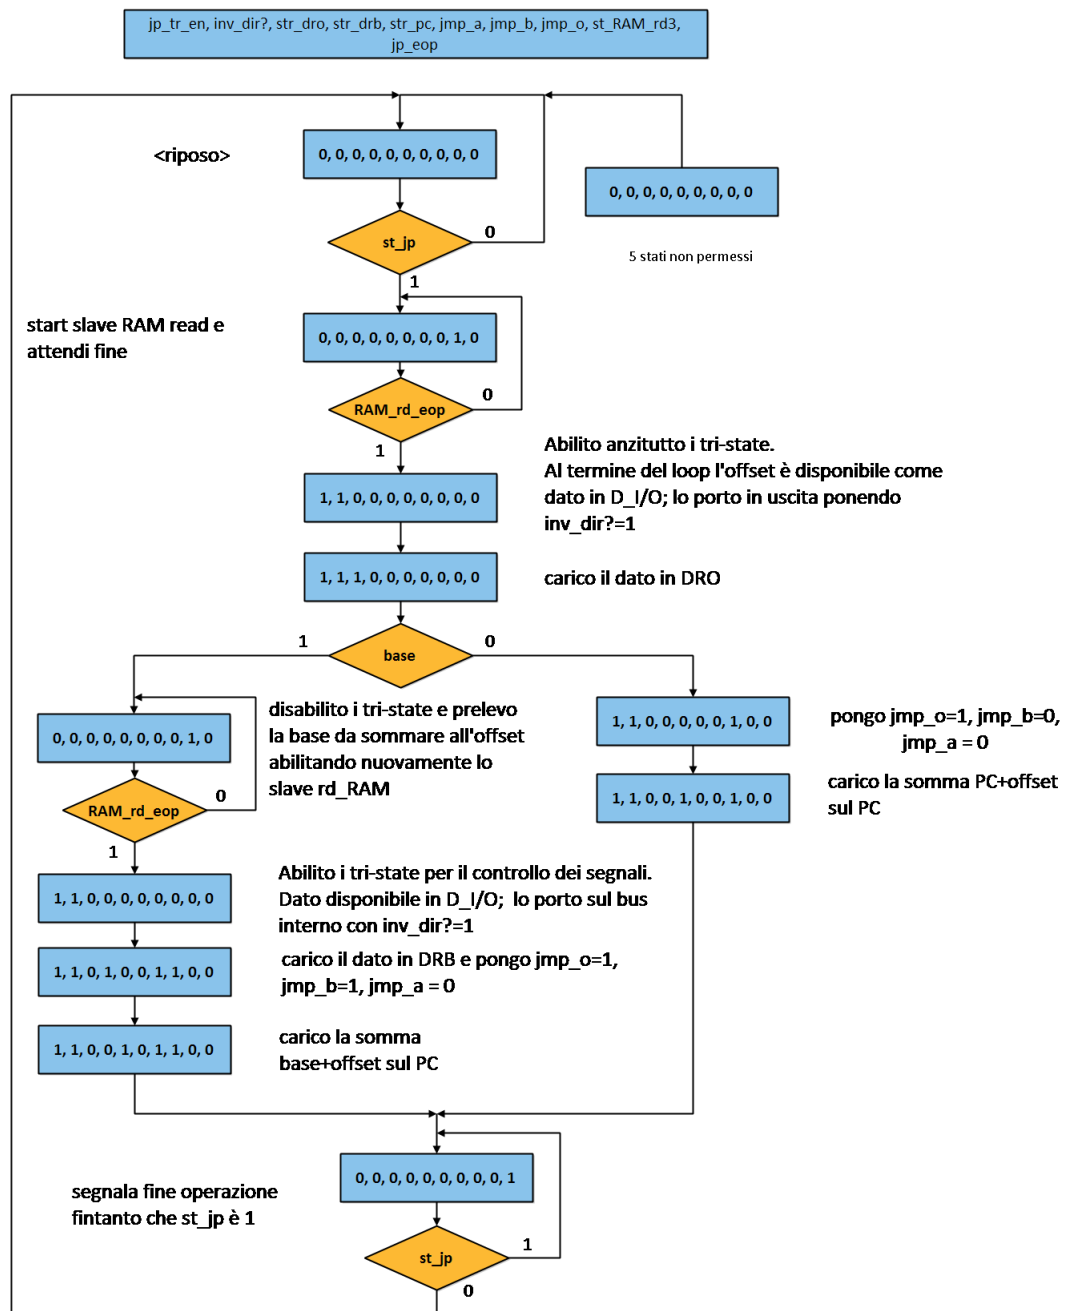 jp_tr_en, inv_dir?, str_dro, str_drb, str_pc, jmp_a, jmp_b, jmp_o, st_RAM_rd3,
jp_eop
<riposo>
0, 0, 0, 0, 0, 0, 0, 0, 0, 0
0, 0, 0, 0, 0, 0, 0, 0, 0
st_jp
0
5 stati non permessi
1
start slave RAM read e
attendi fine
0, 0, 0, 0, 0, 0, 0, 0, 1, 0
RAM_rd_eop
0
1
Abilito anzitutto i tri-state.
Al termine del loop l'offset è disponibile come
dato in D_I/O; lo porto in uscita ponendo
inv_dir?=1
1, 1, 0, 0, 0, 0, 0, 0, 0, 0
1, 1, 1, 0, 0, 0, 0, 0, 0, 0
carico il dato in DRO
1
base
0
disabilito i tri-state e prelevo
la base da sommare all'offset
abilitando nuovamente lo
slave rd_RAM
0, 0, 0, 0, 0, 0, 0, 0, 1, 0
1, 1, 0, 0, 0, 0, 0, 1, 0, 0
pongo jmp_o=1, jmp_b=0,
jmp_a = 0
RAM_rd_eop
0
1, 1, 0, 0, 1, 0, 0, 1, 0, 0
carico la somma PC+offset
sul PC
1
1, 1, 0, 0, 0, 0, 0, 0, 0, 0
Abilito i tri-state per il controllo dei segnali.
Dato disponibile in D_I/O; lo porto sul bus
interno con inv_dir?=1
1, 1, 0, 1, 0, 0, 1, 1, 0, 0
carico il dato in DRB e pongo jmp_o=1,
jmp_b=1, jmp_a = 0
1, 1, 0, 0, 1, 0, 1, 1, 0, 0
carico la somma
base+offset sul PC
0, 0, 0, 0, 0, 0, 0, 0, 0, 1
segnala fine operazione
fintanto che st_jp è 1
st_jp
1
0